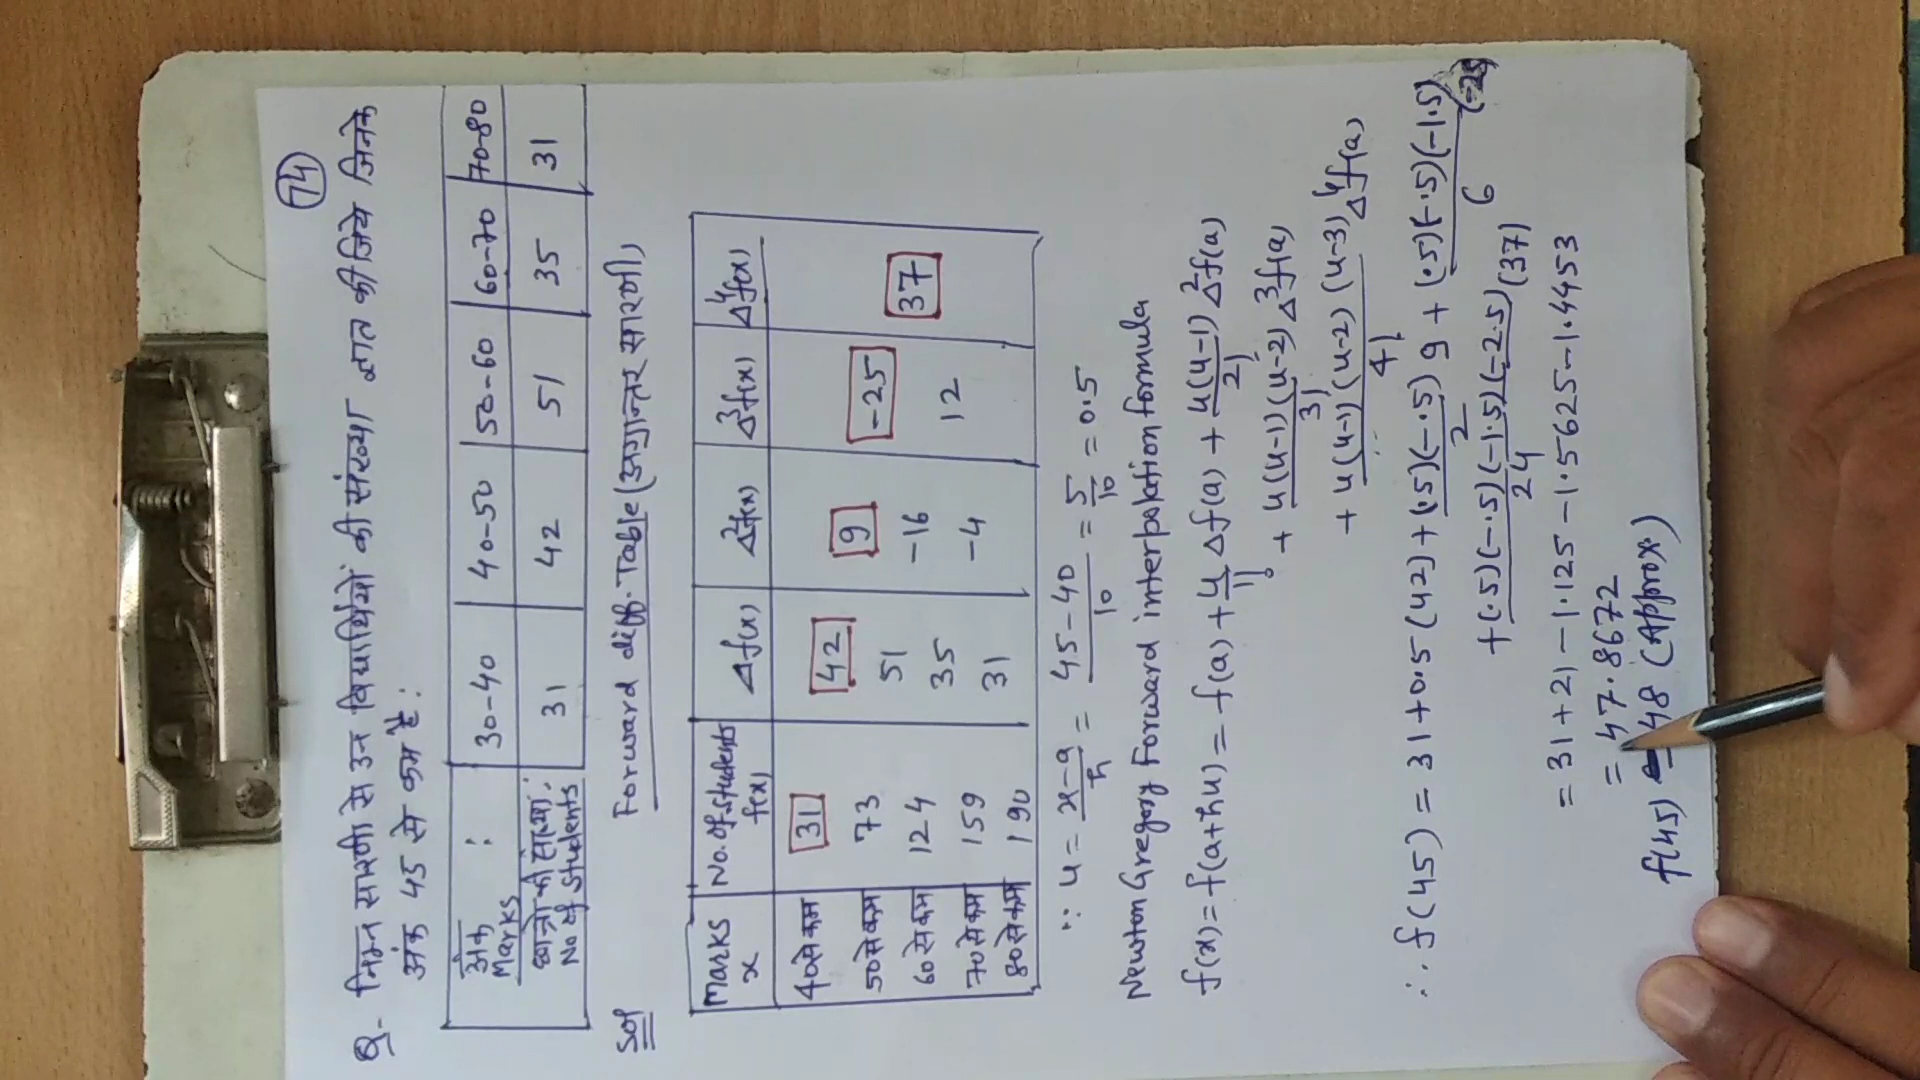 74
Q- निम्न सारणी से उन विद्यार्थियों की संख्या ज्ञात कीजिये जिनके
अंक 45 से कम है :
अंक Marks : 30-40 40-50 50-60 60-70 70-80
छात्रों की संख्या : No of Students 31 42 51 35 31
Sol Forward diff. Table (अग्रान्तर सारणी)
Marks x No. of students f(x) Δf(x) Δ²f(x) Δ³f(x) Δ⁴f(x)
40 से कम 31 42 9 -25 37
50 से कम 73 51 -16 12
60 से कम 124 35 -4
70 से कम 159 31
80 से कम 190
∵ u = x-a/h = 45-40/10 = 5/10 = 0.5
Newton Gregory Forward interpolation formula
f(x) = f(a+hu) = f(a) + u/1! Δf(a) + u(u-1)/2! Δ²f(a)
+ u(u-1)(u-2)/3! Δ³f(a)
+ u(u-1)(u-2)(u-3)/4! Δ⁴f(a)
∴ f(45) = 31+0.5(42) + (.5)(-.5)/2 9 + (.5)(-.5)(-1.5)/6 (-25)
+ (.5)(-.5)(-1.5)(-2.5)/24 (37)
= 31+21-1.125-1.5625-1.4453
= 47.8672
f(45) = 48 (Approx)